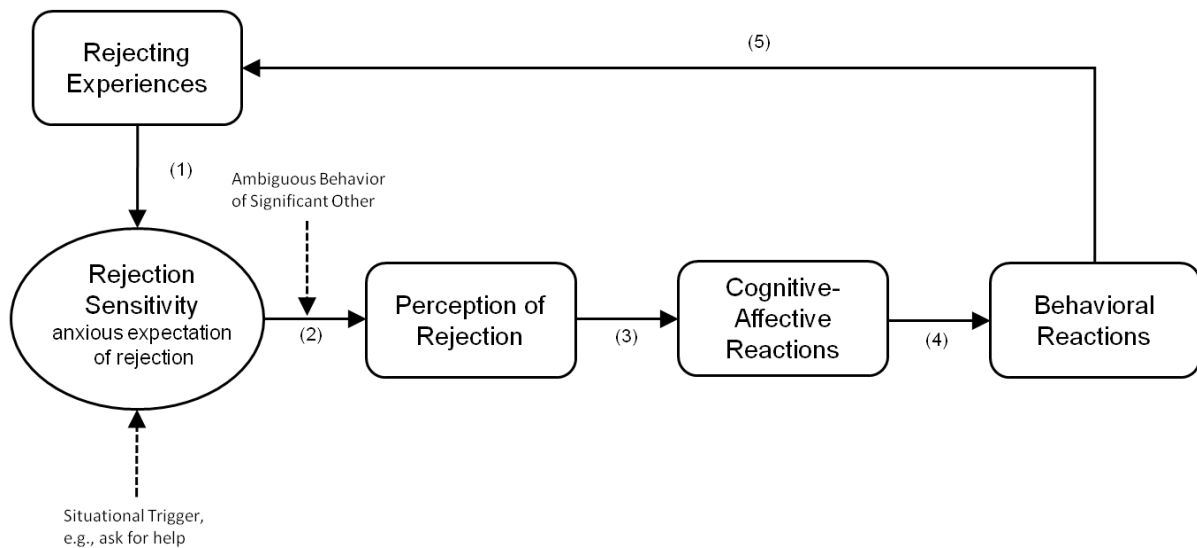 Rejecting
Experiences
(5)
(1)
Ambiguous Behavior
of Significant Other
Rejection
Sensitivity
anxious expectation
of rejection
(2)
Perception of
Rejection
(3)
Cognitive-
Affective
Reactions
(4)
Behavioral
Reactions
Situational Trigger,
e.g., ask for help